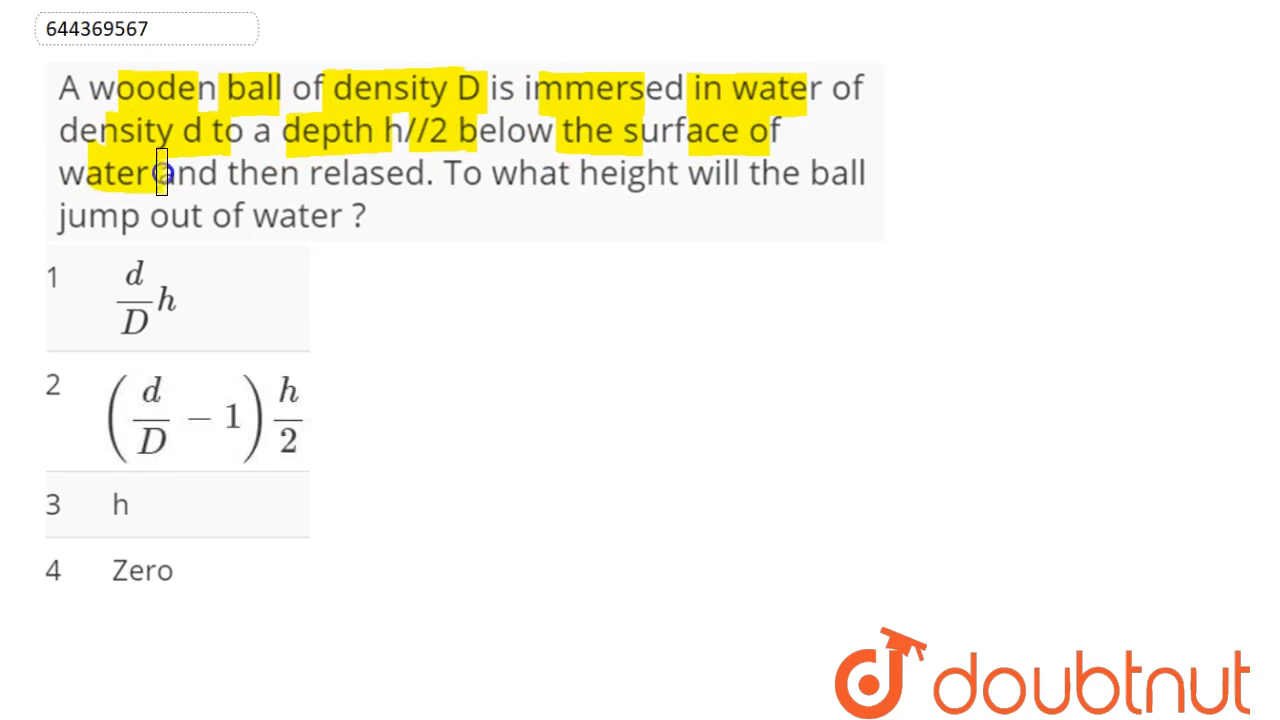 644369567
A wooden ball of density D is immersed in water of
density d to a depth h//2 below the surface of
water and then relased. To what height will the ball
jump out of water ?
1 d/D h
2 (d/D − 1) h/2
3 h
4 Zero
doubtnut